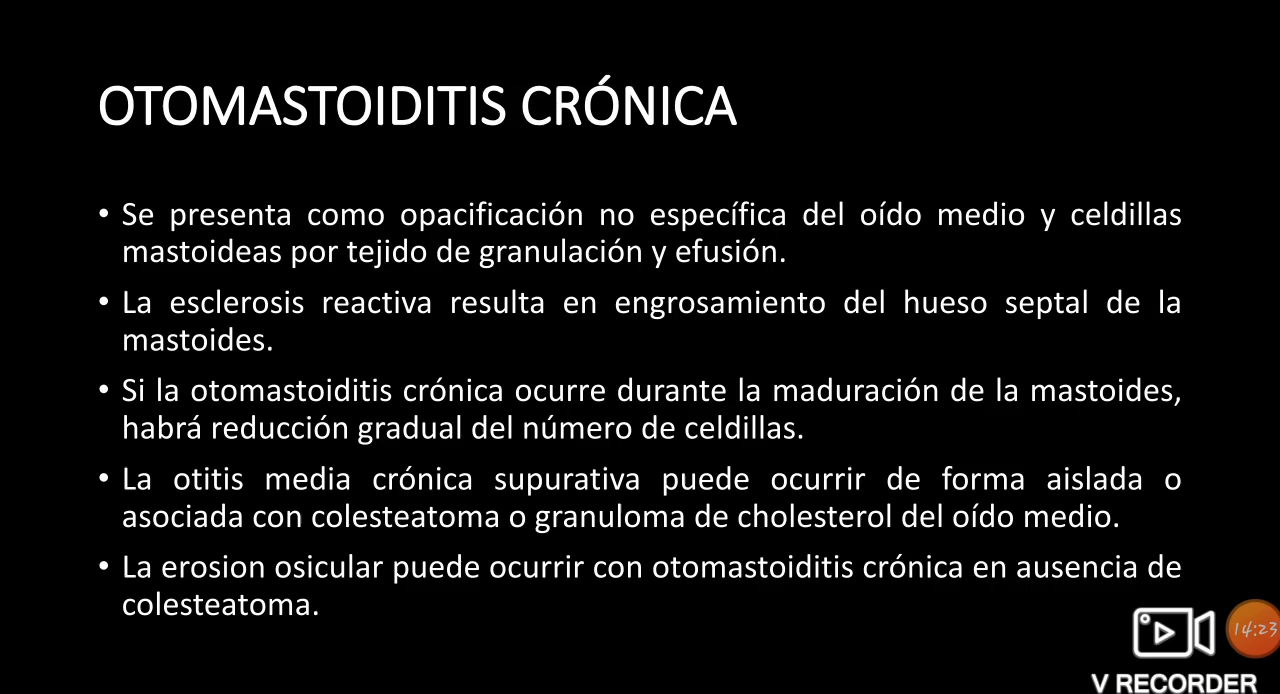 OTOMASTOIDITIS CRÓNICA
• Se presenta como opacificación no específica del oído medio y celdillas
mastoideas por tejido de granulación y efusión.
• La esclerosis reactiva resulta en engrosamiento del hueso septal de la
mastoides.
• Si la otomastoiditis crónica ocurre durante la maduración de la mastoides,
habrá reducción gradual del número de celdillas.
• La otitis media crónica supurativa puede ocurrir de forma aislada o
asociada con colesteatoma o granuloma de cholesterol del oído medio.
• La erosion osicular puede ocurrir con otomastoiditis crónica en ausencia de
colesteatoma.
14:23
V RECORDER